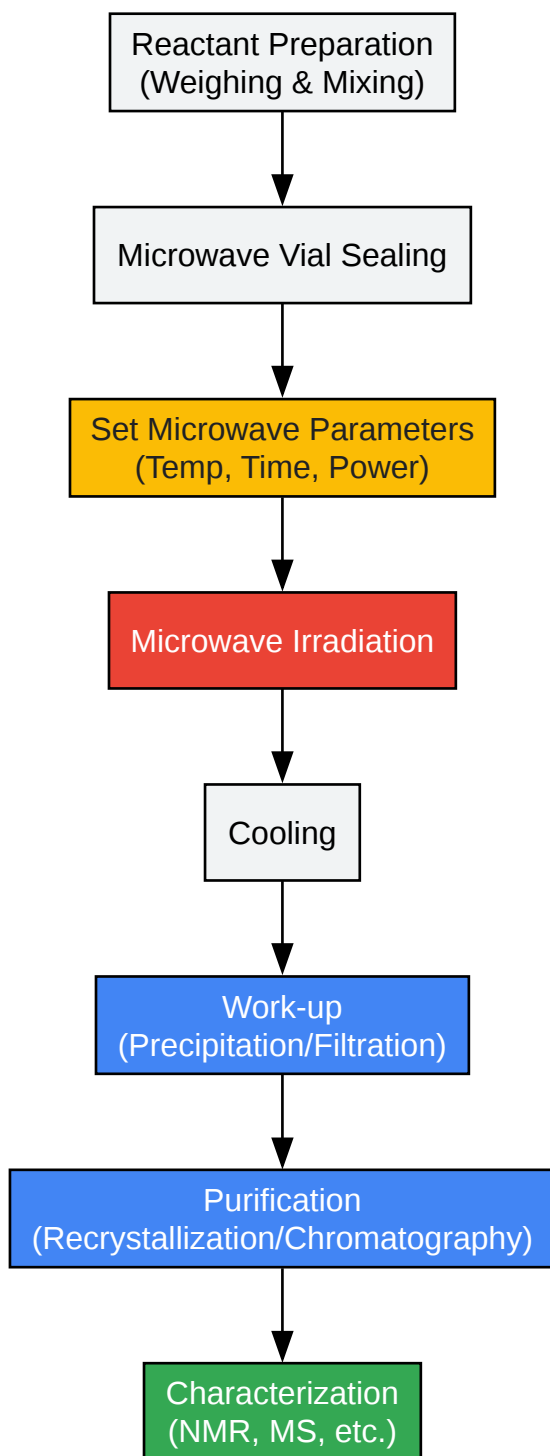 Reactant Preparation
(Weighing & Mixing)
Microwave Vial Sealing
Set Microwave Parameters
(Temp, Time, Power)
Microwave Irradiation
Cooling
Work-up
(Precipitation/Filtration)
Purification
(Recrystallization/Chromatography)
Characterization
(NMR, MS, etc.)